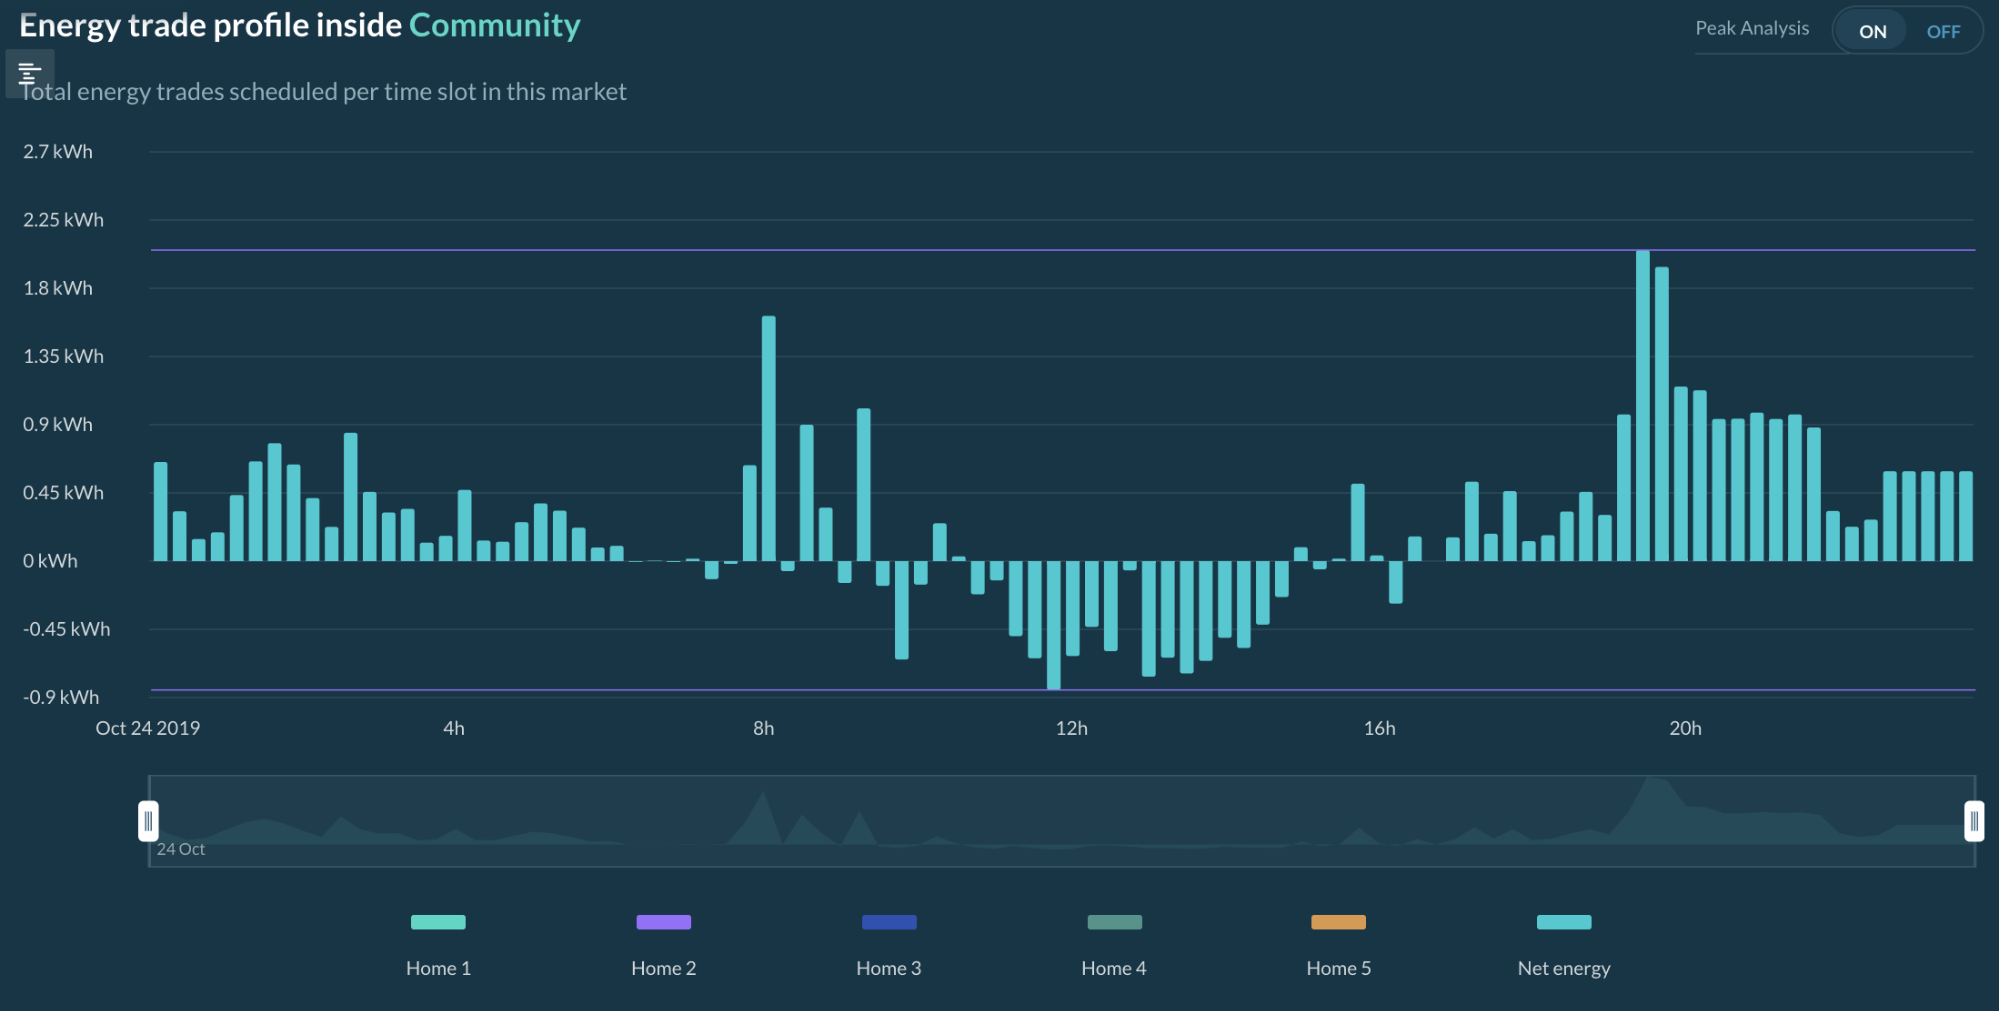 Energy trade profile inside Community
Peak Analysis
ON
OFF
Total energy trades scheduled per time slot in this market
2.7 kWh
2.25 kWh
1.8 kWh
1.35 kWh
0.9 kWh
0.45 kWh
0 kWh
-0.45 kWh
-0.9 kWh
Oct 24 2019
4h
8h
12h
16h
20h
24 Oct
Home 1
Home 2
Home 3
Home 4
Home 5
Net energy